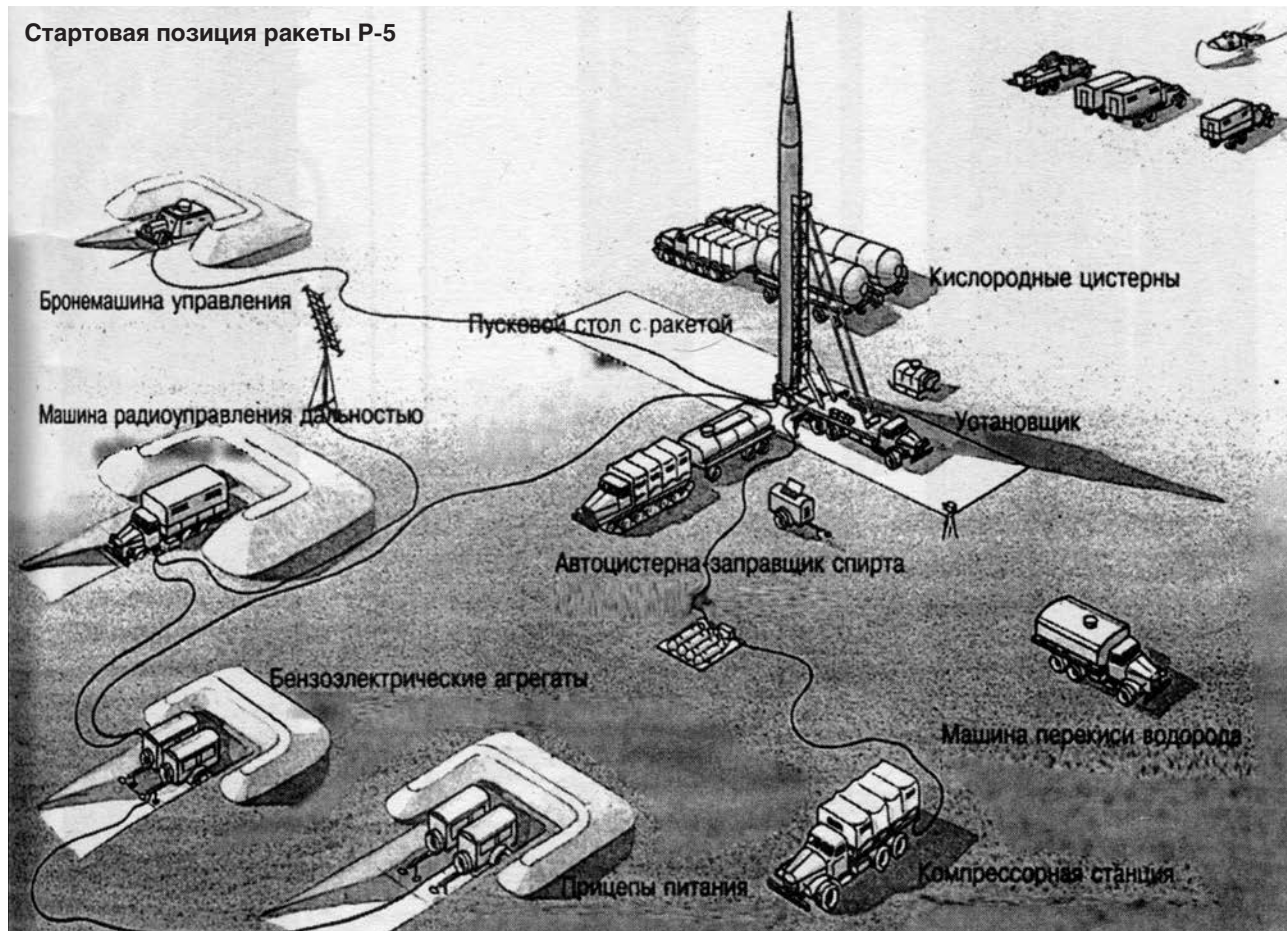 Стартовая позиция ракеты Р-5
Кислородные цистерны
Бронемашина управления
Пусковой стол с ракетой
Машина радиоуправления дальностью
Установщик
Автоцистерна-заправщик спирта
Бензоэлектрические агрегаты
Машина перекиси водорода
Прицепы питания
Компрессорная станция